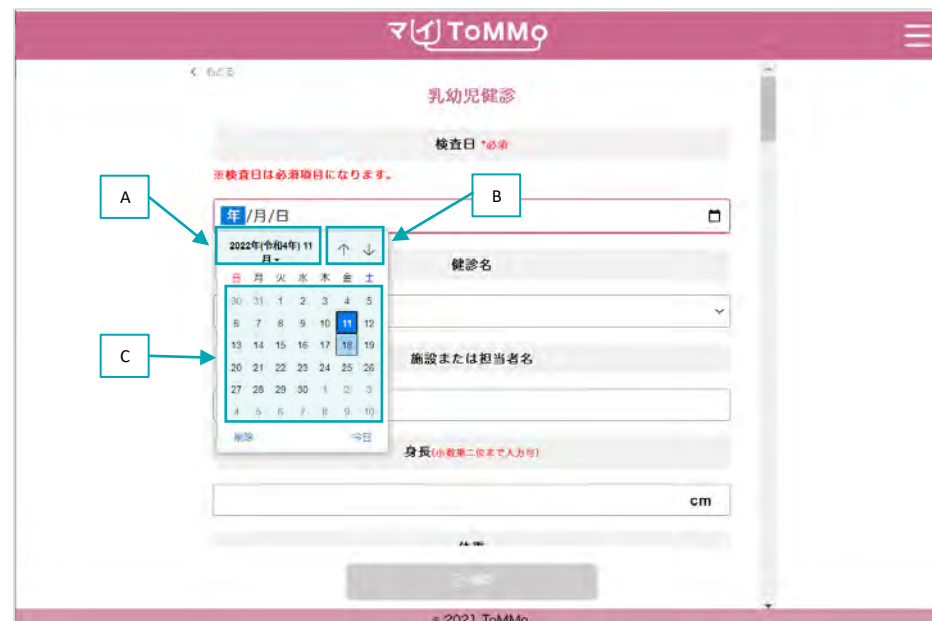 マイ ToMMo
もどる
乳幼児健診
検査日 *必須
※検査日は必須項目になります。
A
B
年/月/日
2022年(令和4年) 11月
↑ ↓
健診名
日 月 火 水 木 金 土
30 31 1 2 3 4 5
6 7 8 9 10 11 12
13 14 15 16 17 18 19
C
施設または担当者名
20 21 22 23 24 25 26
27 28 29 30 1 2 3
4 5 6 7 8 9 10
削除 今日
身長(小数第二位まで入力可)
cm
© 2021 ToMMo